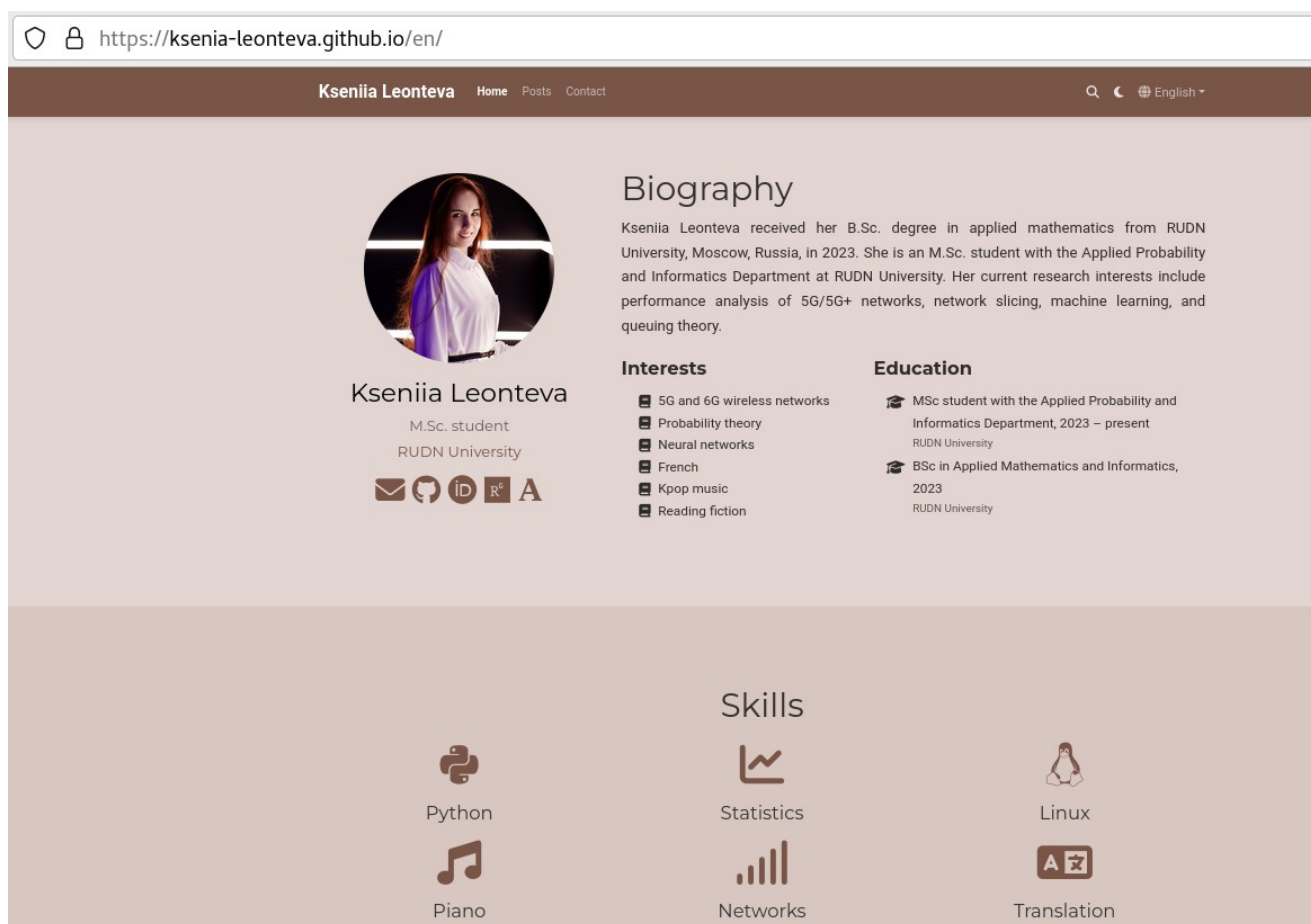 https://ksenia-leonteva.github.io/en/
Kseniia Leonteva Home Posts Contact English
Biography
Kseniia Leonteva received her B.Sc. degree in applied mathematics from RUDN
University, Moscow, Russia, in 2023. She is an M.Sc. student with the Applied Probability
and Informatics Department at RUDN University. Her current research interests include
performance analysis of 5G/5G+ networks, network slicing, machine learning, and
queuing theory.
Kseniia Leonteva
M.Sc. student
RUDN University
iD RG A
Interests
5G and 6G wireless networks
Probability theory
Neural networks
French
Kpop music
Reading fiction
Education
MSc student with the Applied Probability and
Informatics Department, 2023 – present
RUDN University
BSc in Applied Mathematics and Informatics,
2023
RUDN University
Skills
Python
Statistics
Linux
A 文
Piano
Networks
Translation